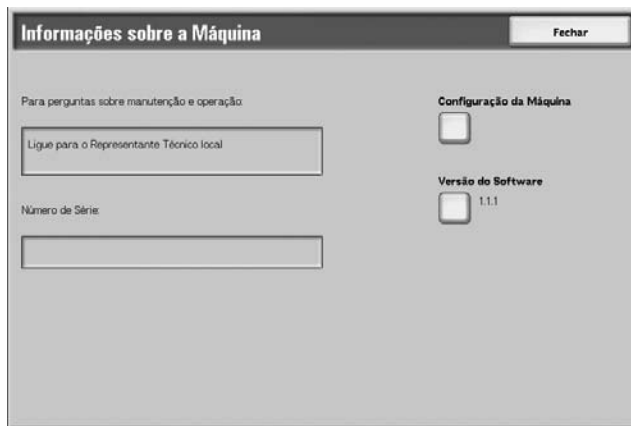 Informações sobre a Máquina
Fechar
Para perguntas sobre manutenção e operação:
Ligue para o Representante Técnico local
Número de Série:
Configuração da Máquina
Versão do Software
1.1.1